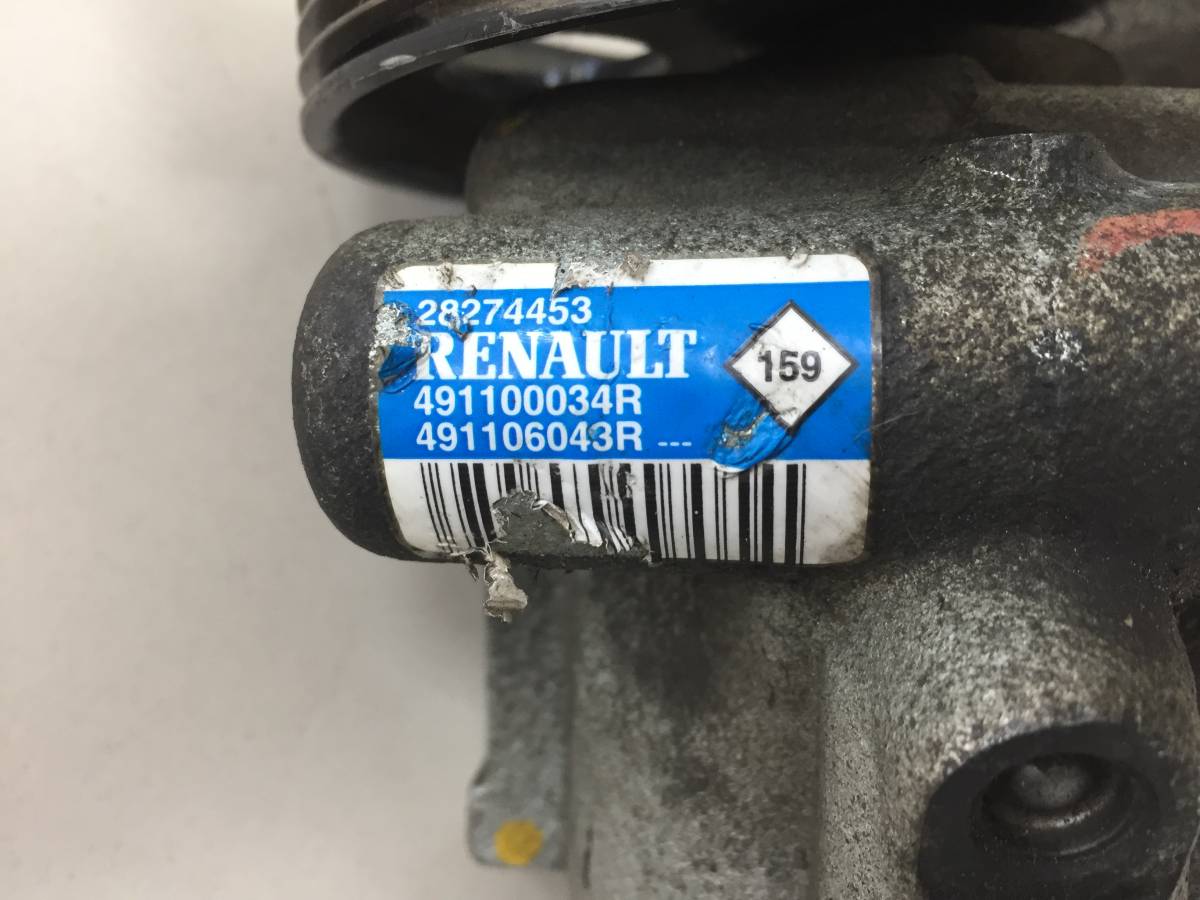 28274453
RENAULT
159
491100034R
491106043R ---